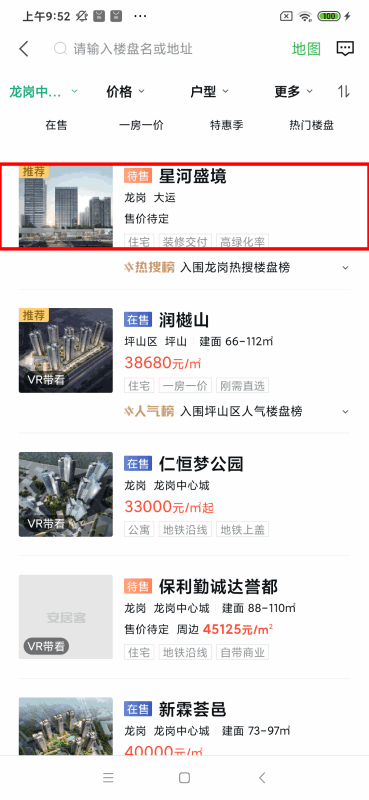 上午9:52 ··· 100
请输入楼盘名或地址 地图
龙岗中... 价格 户型 更多
在售 一房一价 特惠季 热门楼盘
推荐
待售 星河盛境
龙岗 大运
售价待定
住宅 装修交付 高绿化率
热搜榜 入围龙岗热搜楼盘榜
推荐
VR带看
在售 润樾山
坪山区 坪山 建面 66-112㎡
38680元/㎡
住宅 一房一价 刚需直选
人气榜 入围坪山区人气楼盘榜
VR带看
在售 仁恒梦公园
龙岗 龙岗中心城
33000元/㎡起
公寓 地铁沿线 地铁上盖
安居客
VR带看
待售 保利勤诚达誉都
龙岗 龙岗中心城 建面 88-110㎡
售价待定 周边 45125元/m²
住宅 地铁沿线 自带商业
在售 新霖荟邑
龙岗 龙岗中心城 建面 73-97㎡
40000元/㎡